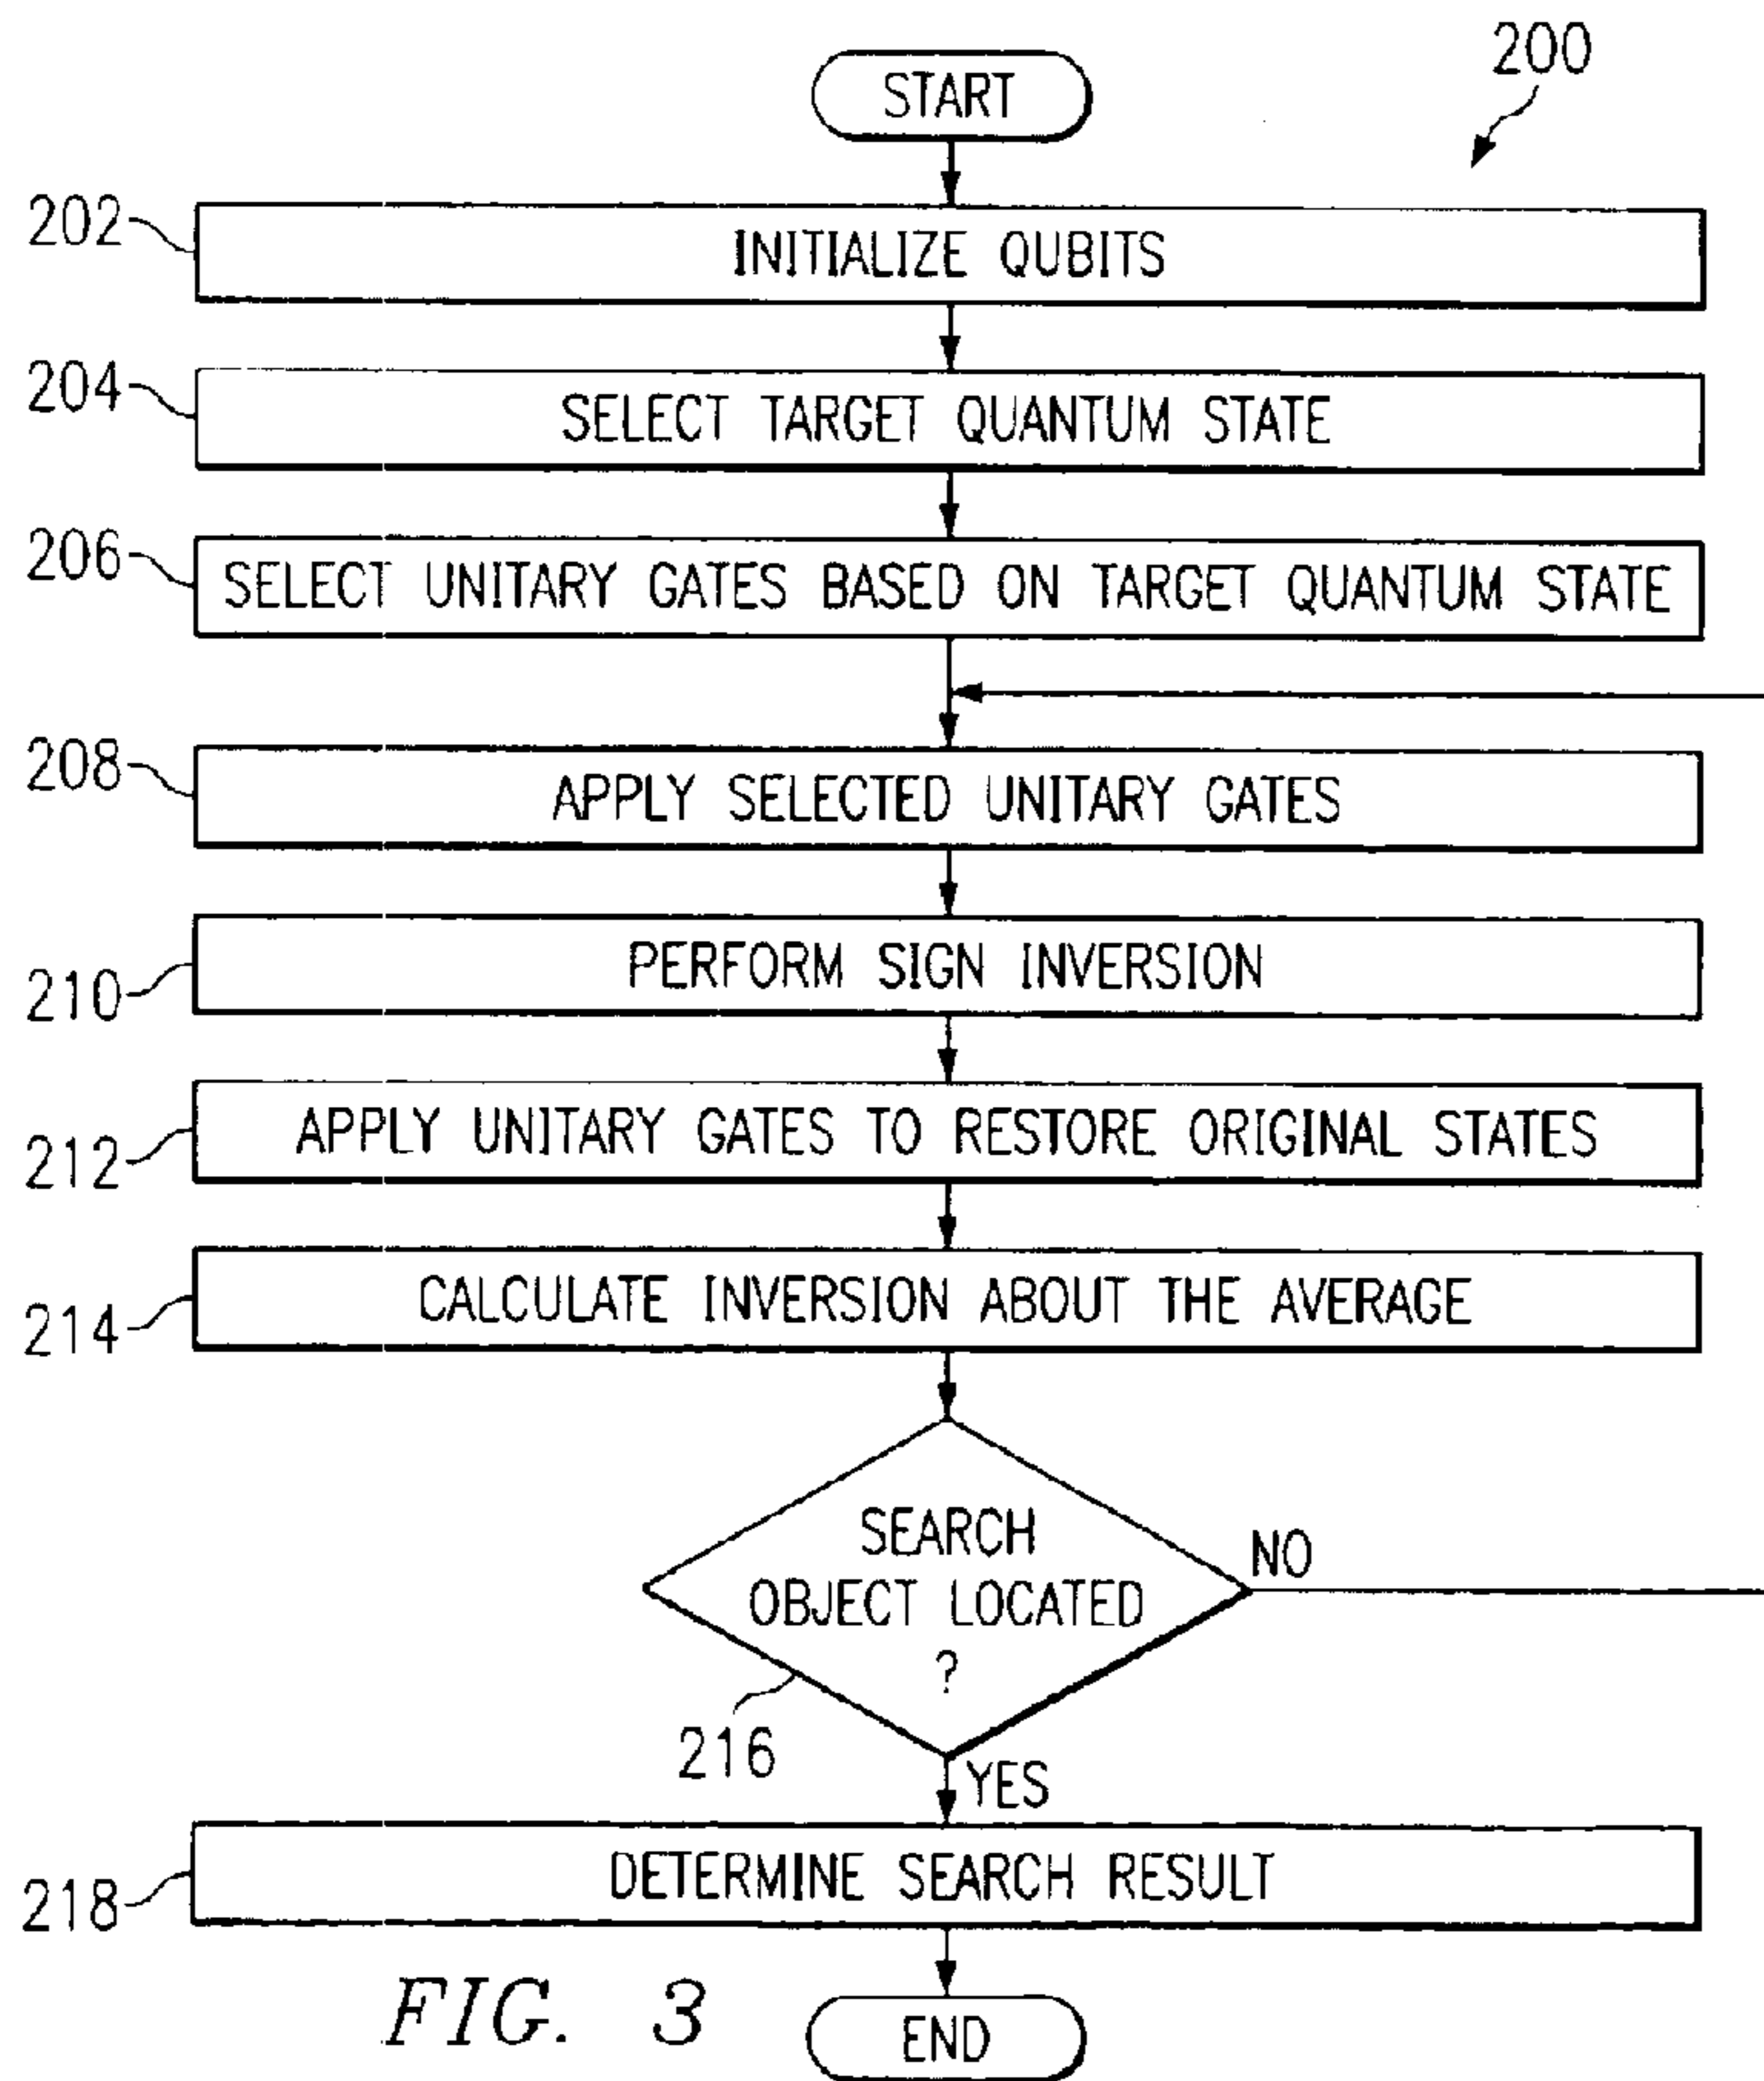 200
START
202
INITIALIZE QUBITS
204
SELECT TARGET QUANTUM STATE
206
SELECT UNITARY GATES BASED ON TARGET QUANTUM STATE
208
APPLY SELECTED UNITARY GATES
210
PERFORM SIGN INVERSION
212
APPLY UNITARY GATES TO RESTORE ORIGINAL STATES
214
CALCULATE INVERSION ABOUT THE AVERAGE
SEARCH
OBJECT LOCATED
?
NO
216
YES
218
DETERMINE SEARCH RESULT
FIG. 3
END